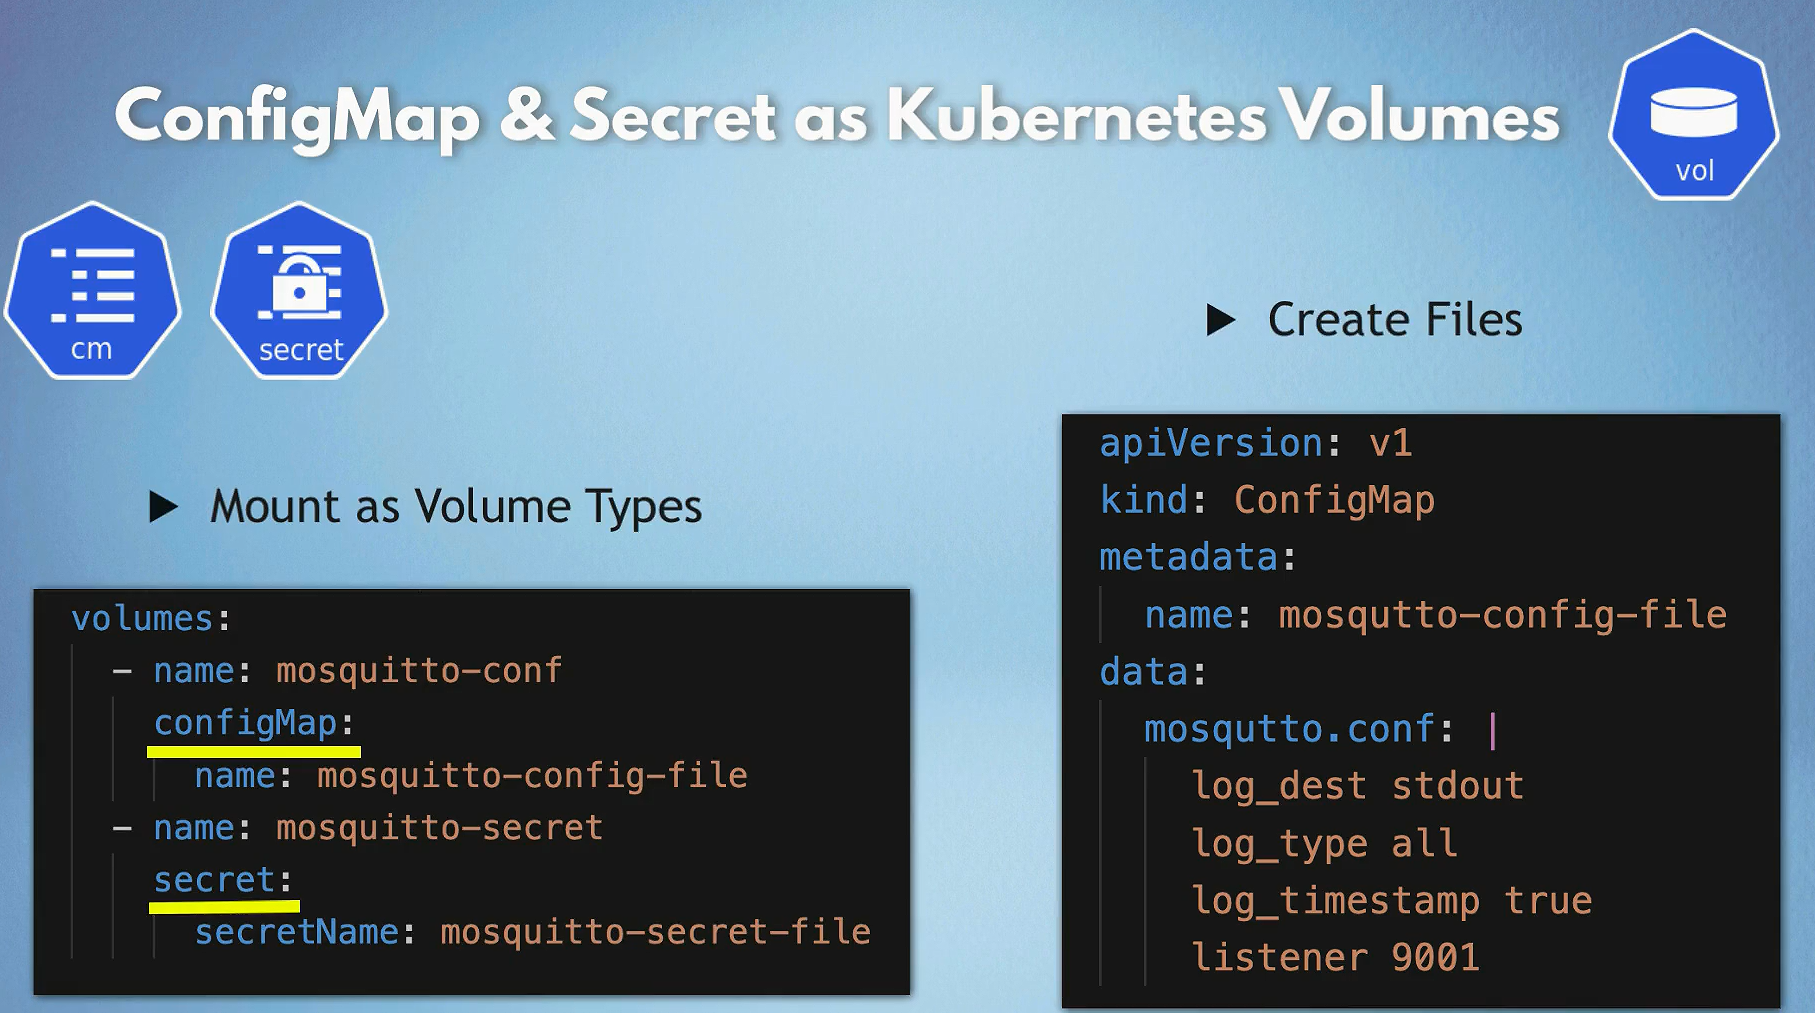 ConfigMap & Secret as Kubernetes Volumes
vol
cm
secret
▶ Mount as Volume Types
volumes:
  - name: mosquitto-conf
    configMap:
      name: mosquitto-config-file
  - name: mosquitto-secret
    secret:
      secretName: mosquitto-secret-file
▶ Create Files
apiVersion: v1
kind: ConfigMap
metadata:
  name: mosqutto-config-file
data:
  mosqutto.conf: |
    log_dest stdout
    log_type all
    log_timestamp true
    listener 9001